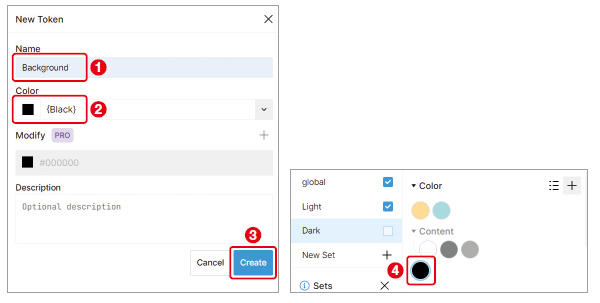 New Token
Name
Background
1
Color
{Black}
2
Modify PRO
#000000
Description
Optional description
3
Cancel
Create
global
Light
Dark
New Set
Sets
Color
Content
4